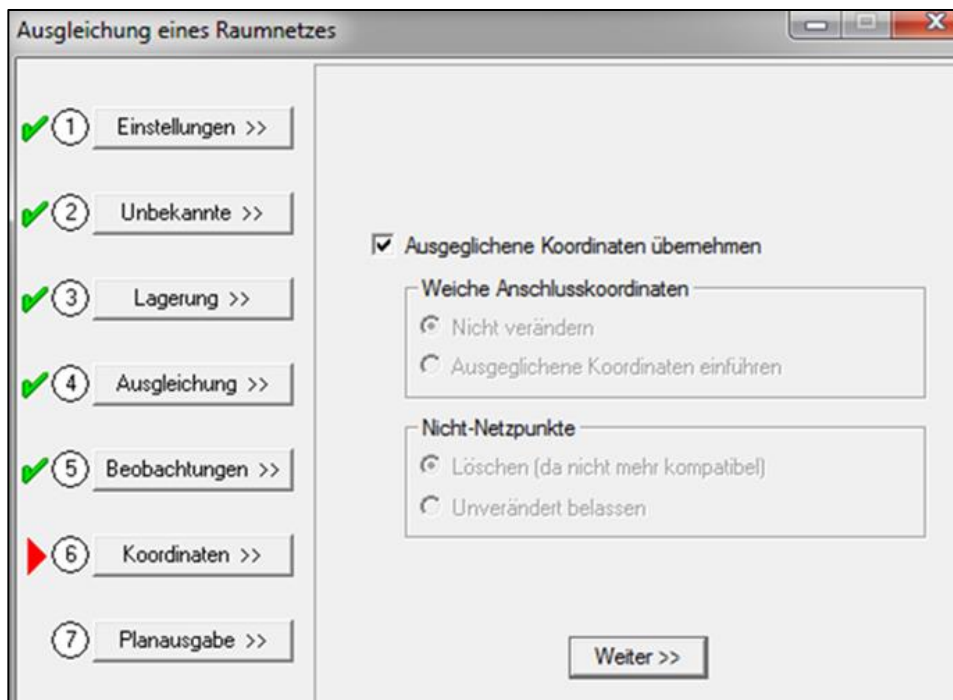 Ausgleichung eines Raumnetzes
1 Einstellungen >>
2 Unbekannte >>
3 Lagerung >>
4 Ausgleichung >>
5 Beobachtungen >>
6 Koordinaten >>
7 Planausgabe >>
Ausgeglichene Koordinaten übernehmen
Weiche Anschlusskoordinaten
Nicht verändern
Ausgeglichene Koordinaten einführen
Nicht-Netzpunkte
Löschen (da nicht mehr kompatibel)
Unverändert belassen
Weiter >>